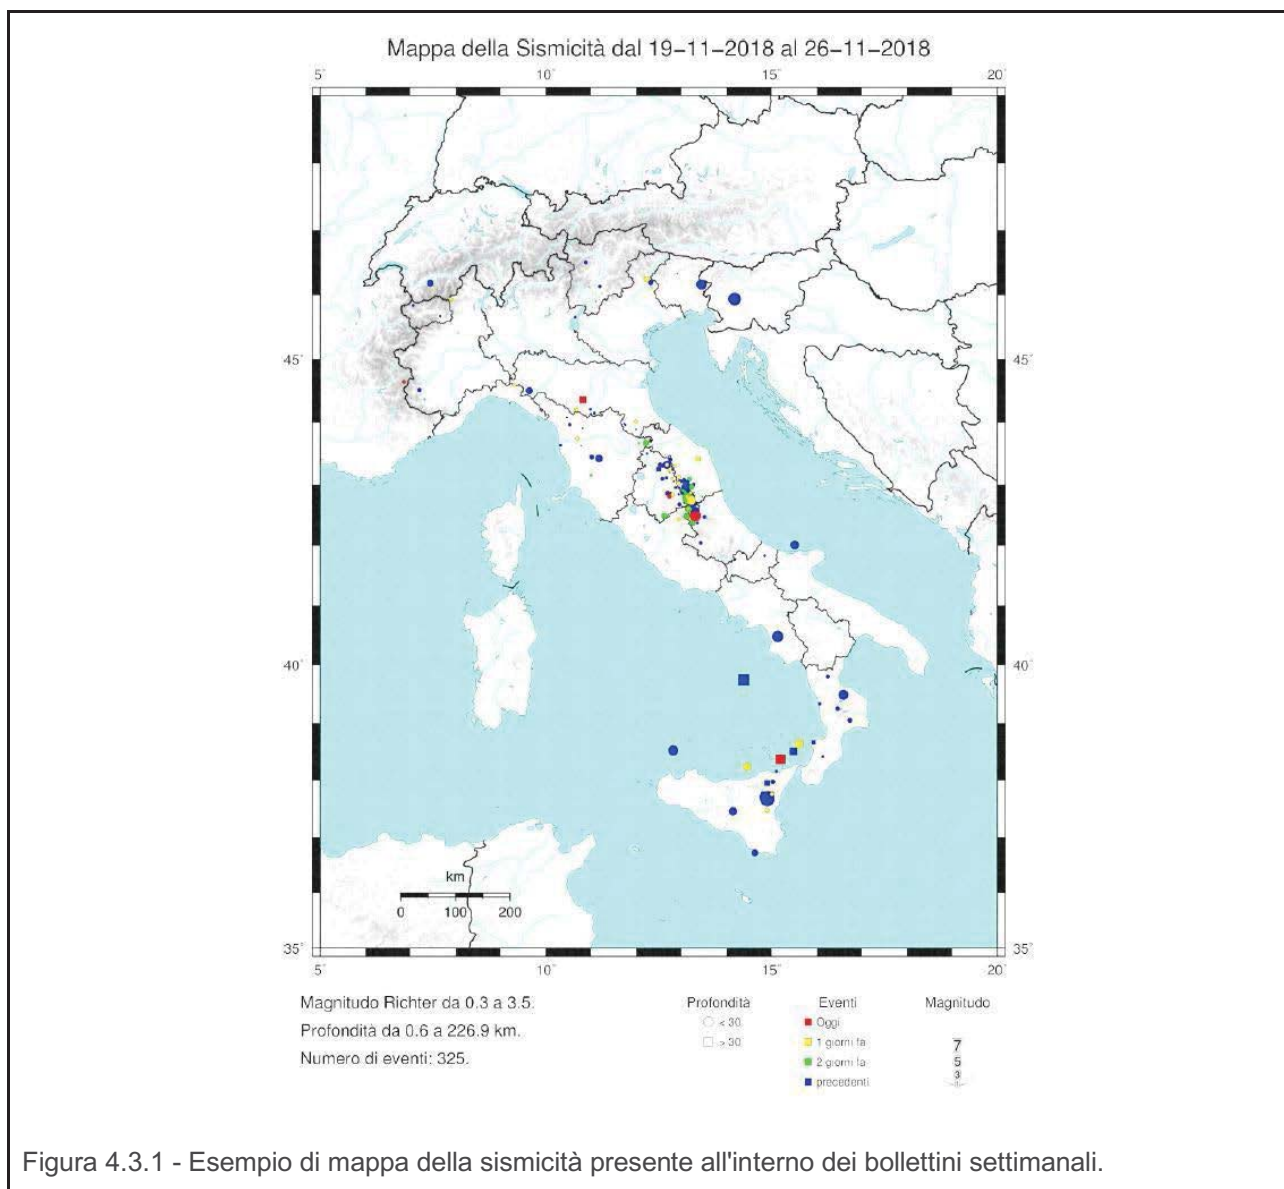 Mappa della Sismicità dal 19−11−2018 al 26−11−2018
5° 10° 15° 20°
45° 45°
40° 40°
km
0 100 200
35° 35°
5° 10° 15° 20°
Magnitudo Richter da 0.3 a 3.5.
Profondità da 0.6 a 226.9 km.
Numero di eventi: 325.
Profondità
< 30
> 30
Eventi
Oggi
1 giorni fa
2 giorni fa
precedenti
Magnitudo
7
5
3
Figura 4.3.1 - Esempio di mappa della sismicità presente all'interno dei bollettini settimanali.